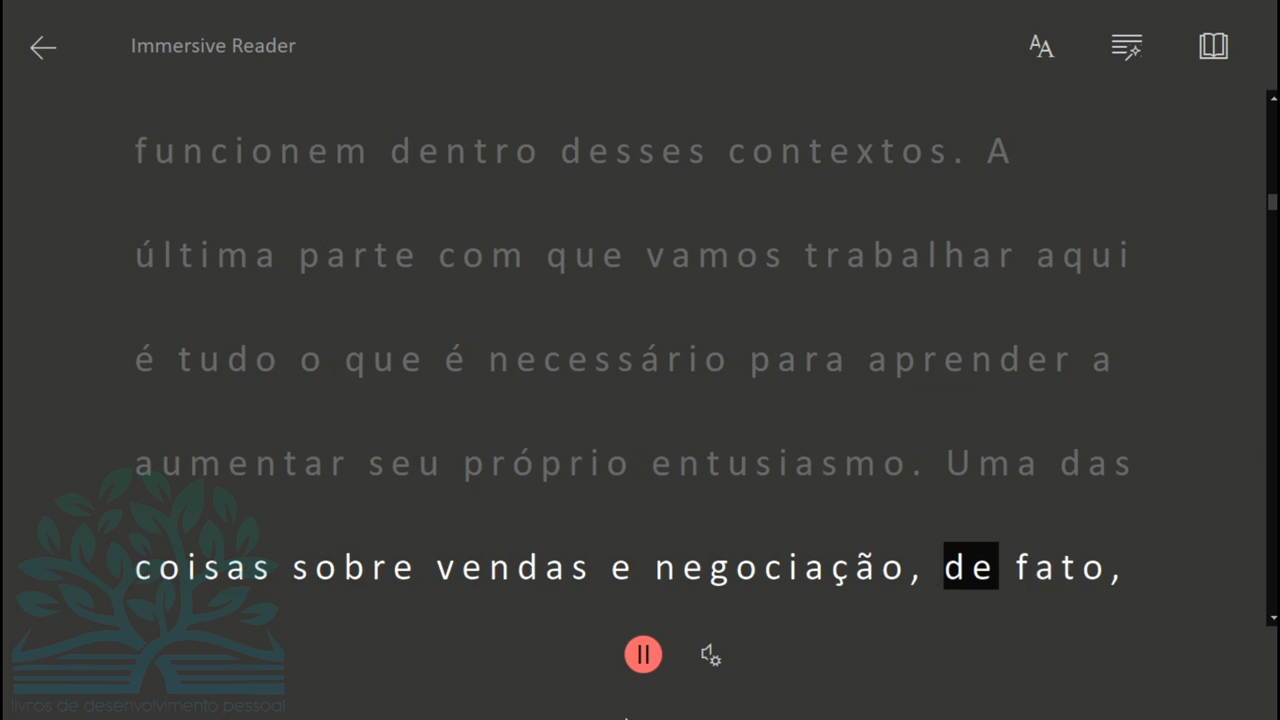 Immersive Reader
funcionem dentro desses contextos. A
última parte com que vamos trabalhar aqui
é tudo o que é necessário para aprender a
aumentar seu próprio entusiasmo. Uma das
coisas sobre vendas e negociação, de fato,
livros de desenvolvimento pessoal